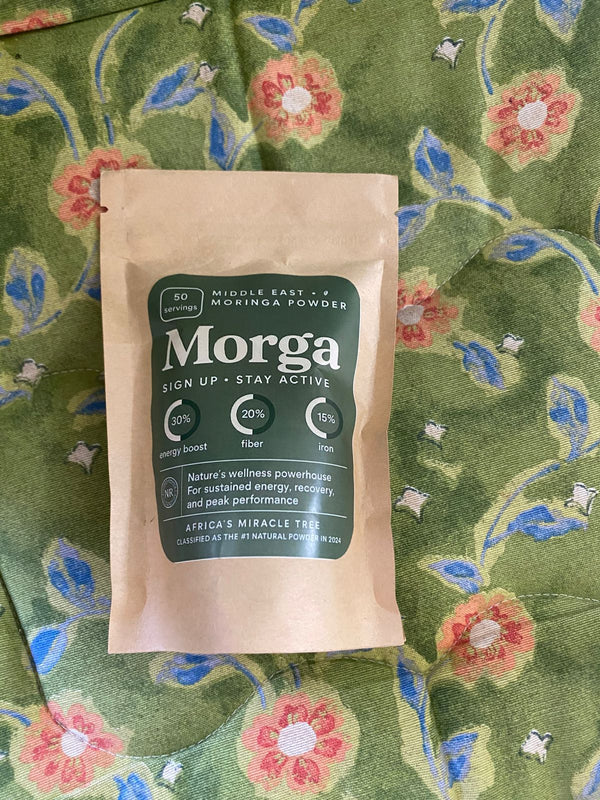 50
servings
MIDDLE EAST •
MORINGA POWDER
Morga
SIGN UP • STAY ACTIVE
30%
20%
15%
energy boost
fiber
iron
NR
Nature's wellness powerhouse
For sustained energy, recovery,
and peak performance
AFRICA'S MIRACLE TREE
CLASSIFIED AS THE #1 NATURAL POWDER IN 2024